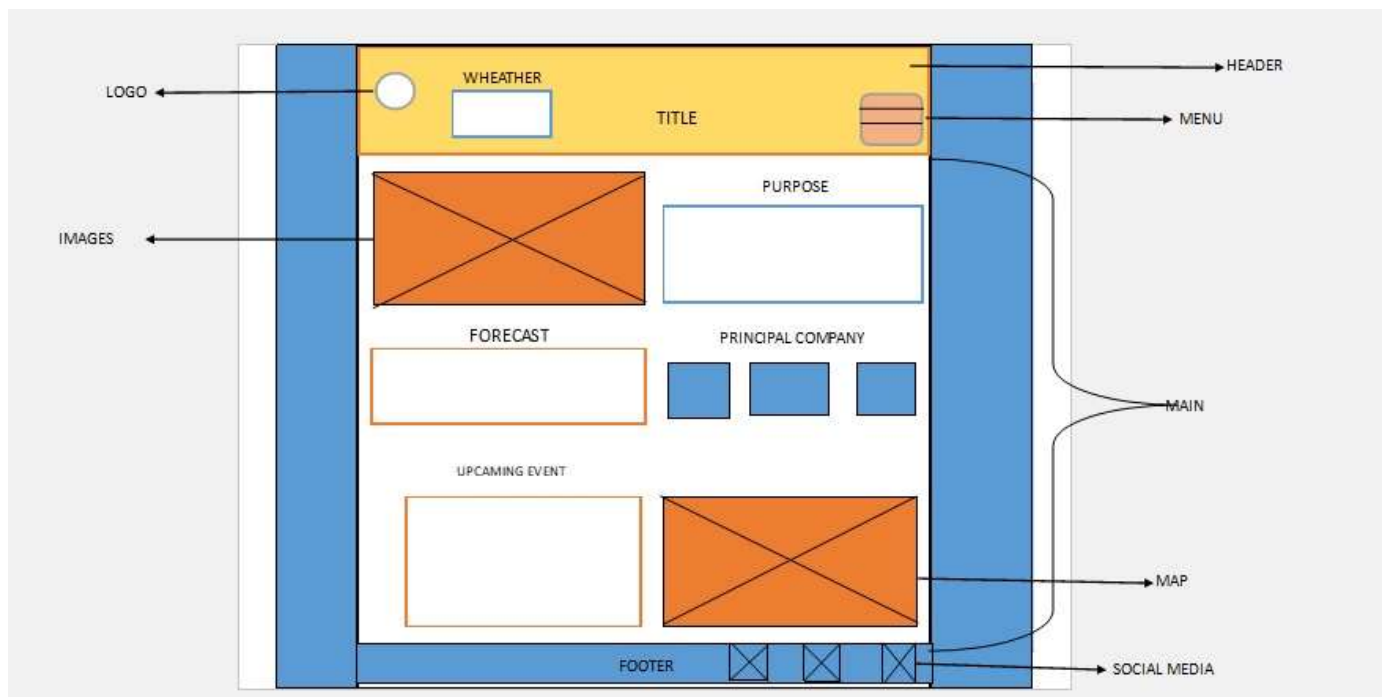 HEADER
LOGO
WHEATHER
TITLE
MENU
PURPOSE
IMAGES
FORECAST
PRINCIPAL COMPANY
MAIN
UPCAMING EVENT
MAP
FOOTER
SOCIAL MEDIA